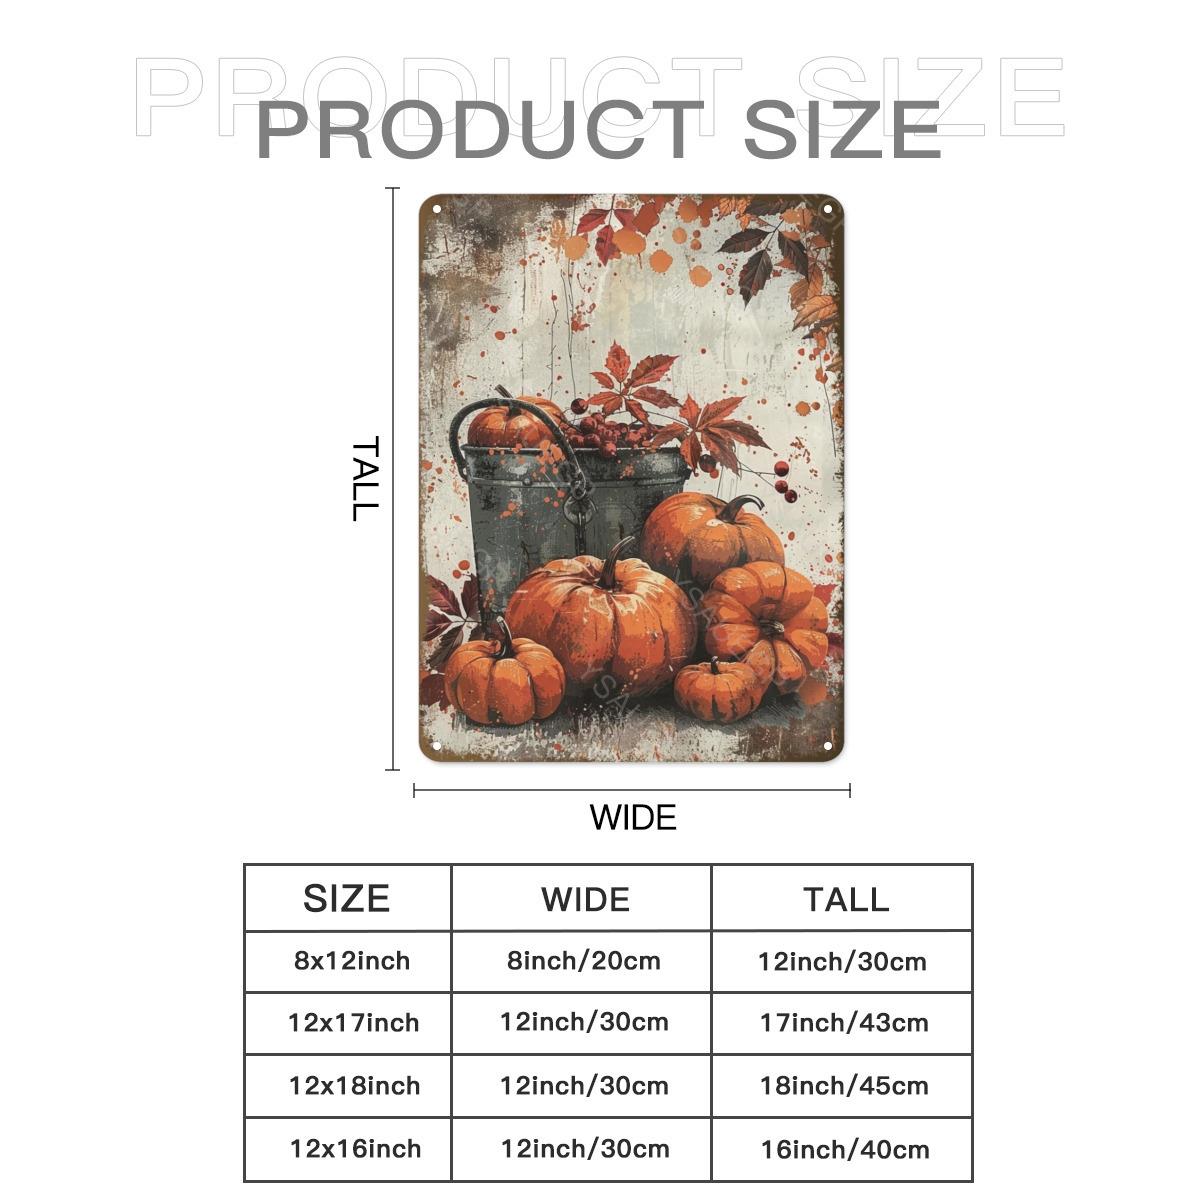 PRODUCT SIZE
PRODUCT SIZE
TALL
WIDE
SIZE WIDE TALL
8x12inch 8inch/20cm 12inch/30cm
12x17inch 12inch/30cm 17inch/43cm
12x18inch 12inch/30cm 18inch/45cm
12x16inch 12inch/30cm 16inch/40cm